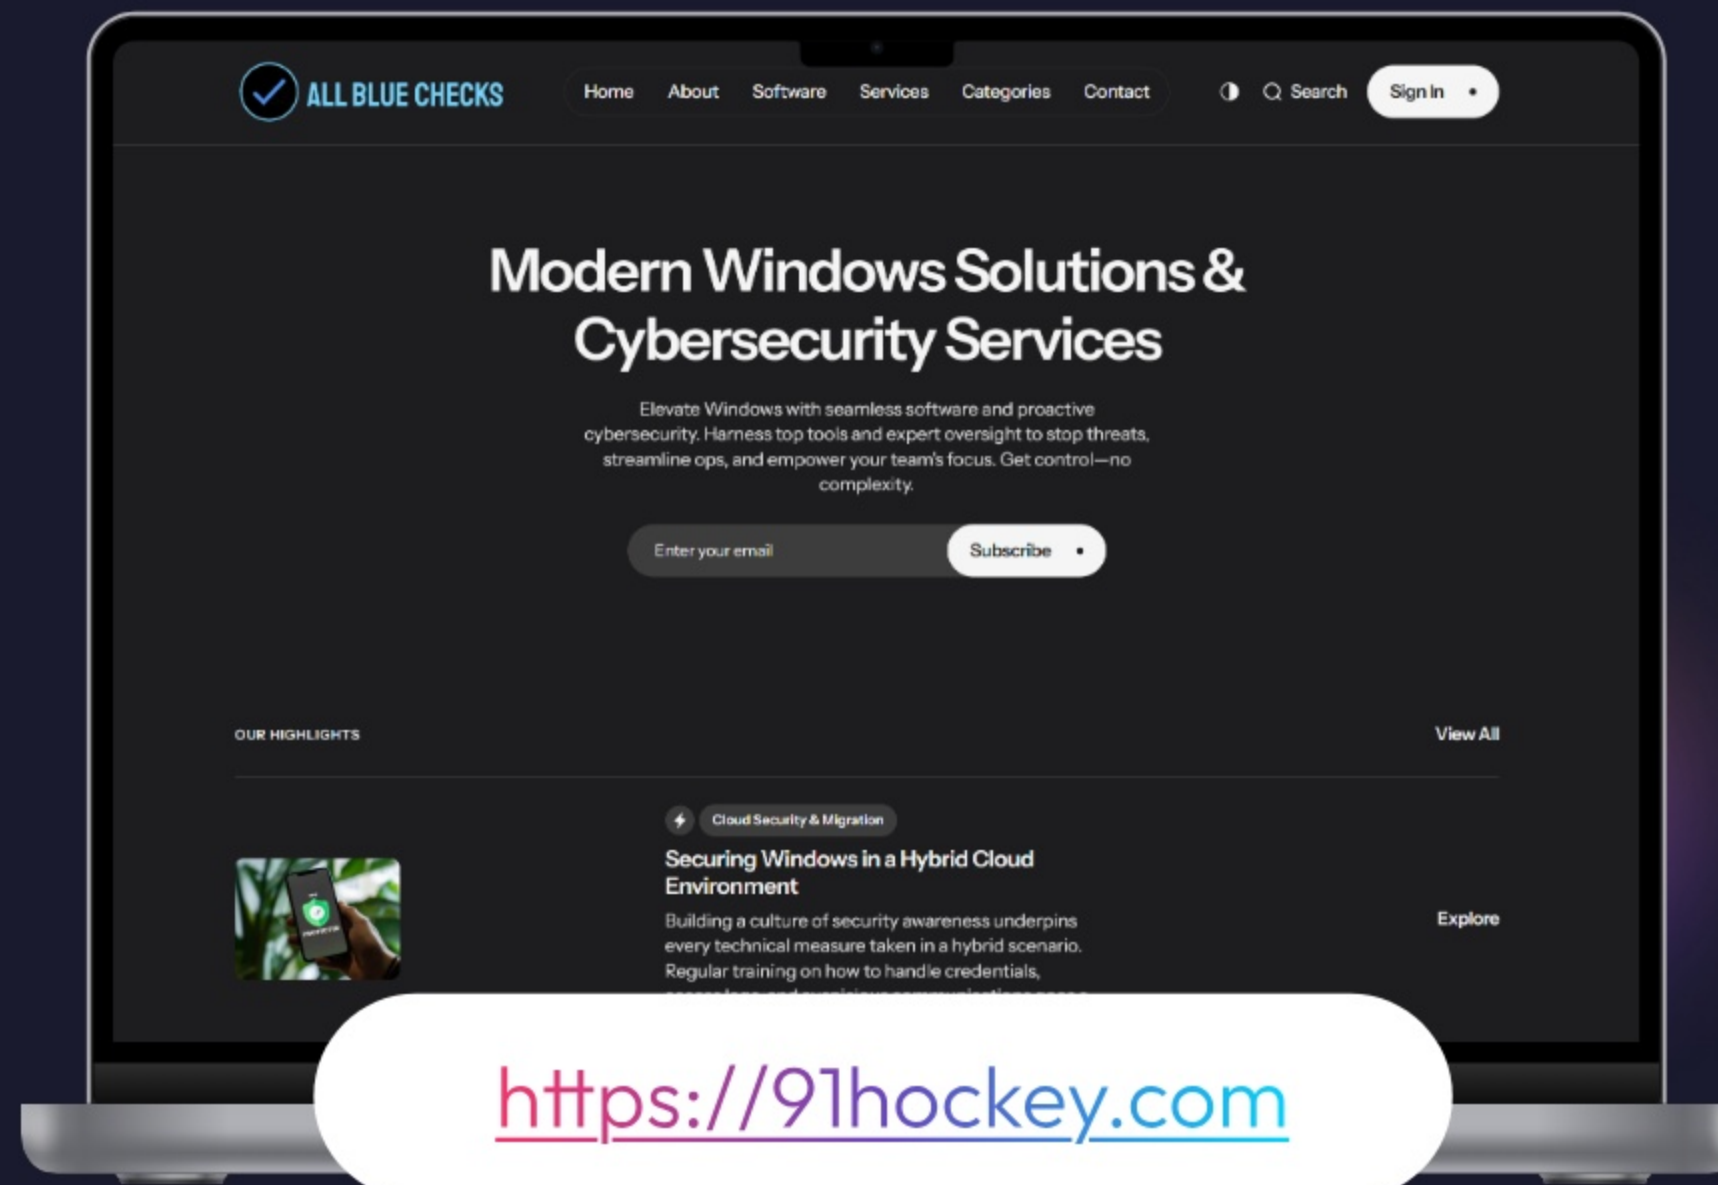 ALL BLUE CHECKS
Home About Software Services Categories Contact
Search
Sign In
Modern Windows Solutions &
Cybersecurity Services
Elevate Windows with seamless software and proactive
cybersecurity. Harness top tools and expert oversight to stop threats,
streamline ops, and empower your team's focus. Get control—no
complexity.
Enter your email
Subscribe
OUR HIGHLIGHTS
View All
Cloud Security & Migration
Securing Windows in a Hybrid Cloud
Environment
Building a culture of security awareness underpins
every technical measure taken in a hybrid scenario.
Regular training on how to handle credentials,
Explore
https://91hockey.com